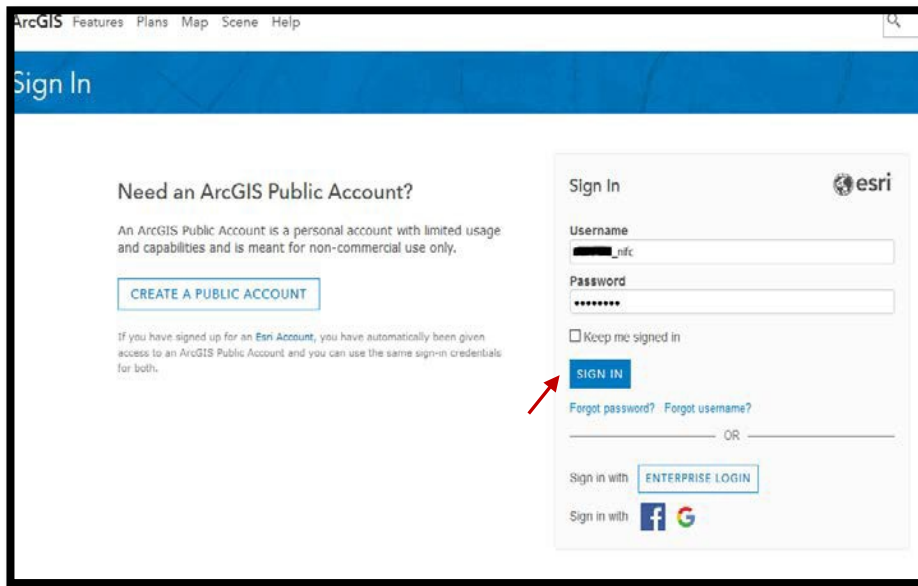 ArcGIS Features Plans Map Scene Help
Sign In
Need an ArcGIS Public Account?
An ArcGIS Public Account is a personal account with limited usage
and capabilities and is meant for non-commercial use only.
CREATE A PUBLIC ACCOUNT
If you have signed up for an Esri Account, you have automatically been given
access to an ArcGIS Public Account and you can use the same sign-in credentials
for both.
Sign In
esri
Username
_nifc
Password
Keep me signed in
SIGN IN
Forgot password? Forgot username?
OR
Sign in with ENTERPRISE LOGIN
Sign in with f G